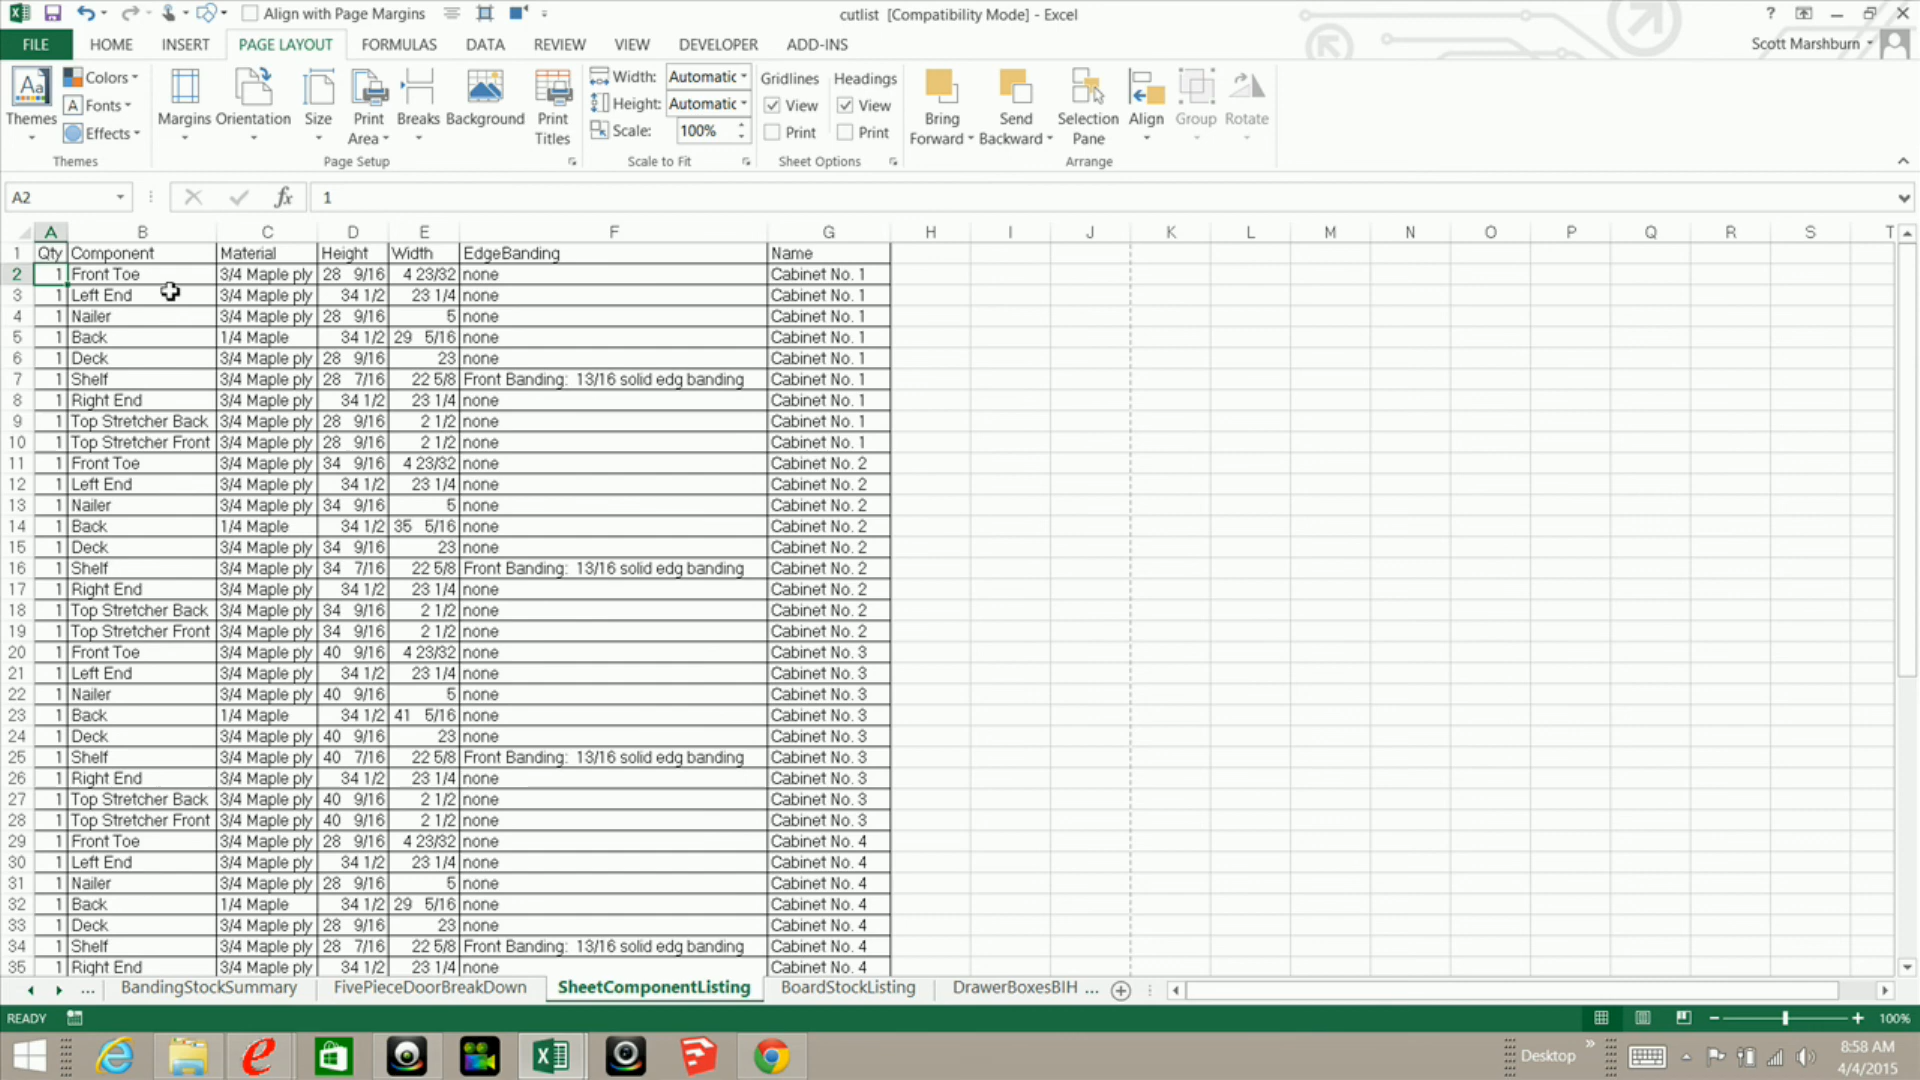 Align with Page Margins
cutlist [Compatibility Mode] - Excel
?
FILE HOME INSERT PAGE LAYOUT FORMULAS DATA REVIEW VIEW DEVELOPER ADD-INS
Scott Marshburn
Aa Themes
Colors
A Fonts
Effects
Themes
Margins Orientation Size Print Area Breaks Background Print Titles
Page Setup
Width: Automatic
Height: Automatic
Scale: 100%
Scale to Fit
Gridlines Headings
View View
Print Print
Sheet Options
Bring Forward Send Backward Selection Pane Align Group Rotate
Arrange
A2 fx 1
A B C D E F G H I J K L M N O P Q R S T
1 Qty Component Material Height Width EdgeBanding Name
2 1 Front Toe 3/4 Maple ply 28 9/16 4 23/32 none Cabinet No. 1
3 1 Left End 3/4 Maple ply 34 1/2 23 1/4 none Cabinet No. 1
4 1 Nailer 3/4 Maple ply 28 9/16 5 none Cabinet No. 1
5 1 Back 1/4 Maple 34 1/2 29 5/16 none Cabinet No. 1
6 1 Deck 3/4 Maple ply 28 9/16 23 none Cabinet No. 1
7 1 Shelf 3/4 Maple ply 28 7/16 22 5/8 Front Banding: 13/16 solid edg banding Cabinet No. 1
8 1 Right End 3/4 Maple ply 34 1/2 23 1/4 none Cabinet No. 1
9 1 Top Stretcher Back 3/4 Maple ply 28 9/16 2 1/2 none Cabinet No. 1
10 1 Top Stretcher Front 3/4 Maple ply 28 9/16 2 1/2 none Cabinet No. 1
11 1 Front Toe 3/4 Maple ply 34 9/16 4 23/32 none Cabinet No. 2
12 1 Left End 3/4 Maple ply 34 1/2 23 1/4 none Cabinet No. 2
13 1 Nailer 3/4 Maple ply 34 9/16 5 none Cabinet No. 2
14 1 Back 1/4 Maple 34 1/2 35 5/16 none Cabinet No. 2
15 1 Deck 3/4 Maple ply 34 9/16 23 none Cabinet No. 2
16 1 Shelf 3/4 Maple ply 34 7/16 22 5/8 Front Banding: 13/16 solid edg banding Cabinet No. 2
17 1 Right End 3/4 Maple ply 34 1/2 23 1/4 none Cabinet No. 2
18 1 Top Stretcher Back 3/4 Maple ply 34 9/16 2 1/2 none Cabinet No. 2
19 1 Top Stretcher Front 3/4 Maple ply 34 9/16 2 1/2 none Cabinet No. 2
20 1 Front Toe 3/4 Maple ply 40 9/16 4 23/32 none Cabinet No. 3
21 1 Left End 3/4 Maple ply 34 1/2 23 1/4 none Cabinet No. 3
22 1 Nailer 3/4 Maple ply 40 9/16 5 none Cabinet No. 3
23 1 Back 1/4 Maple 34 1/2 41 5/16 none Cabinet No. 3
24 1 Deck 3/4 Maple ply 40 9/16 23 none Cabinet No. 3
25 1 Shelf 3/4 Maple ply 40 7/16 22 5/8 Front Banding: 13/16 solid edg banding Cabinet No. 3
26 1 Right End 3/4 Maple ply 34 1/2 23 1/4 none Cabinet No. 3
27 1 Top Stretcher Back 3/4 Maple ply 40 9/16 2 1/2 none Cabinet No. 3
28 1 Top Stretcher Front 3/4 Maple ply 40 9/16 2 1/2 none Cabinet No. 3
29 1 Front Toe 3/4 Maple ply 28 9/16 4 23/32 none Cabinet No. 4
30 1 Left End 3/4 Maple ply 34 1/2 23 1/4 none Cabinet No. 4
31 1 Nailer 3/4 Maple ply 28 9/16 5 none Cabinet No. 4
32 1 Back 1/4 Maple 34 1/2 29 5/16 none Cabinet No. 4
33 1 Deck 3/4 Maple ply 28 9/16 23 none Cabinet No. 4
34 1 Shelf 3/4 Maple ply 28 7/16 22 5/8 Front Banding: 13/16 solid edg banding Cabinet No. 4
35 1 Right End 3/4 Maple ply 34 1/2 23 1/4 none Cabinet No. 4
... BandingStockSummary FivePieceDoorBreakDown SheetComponentListing BoardStockListing DrawerBoxesBIH ...
READY 100%
Desktop
8:58 AM
4/4/2015